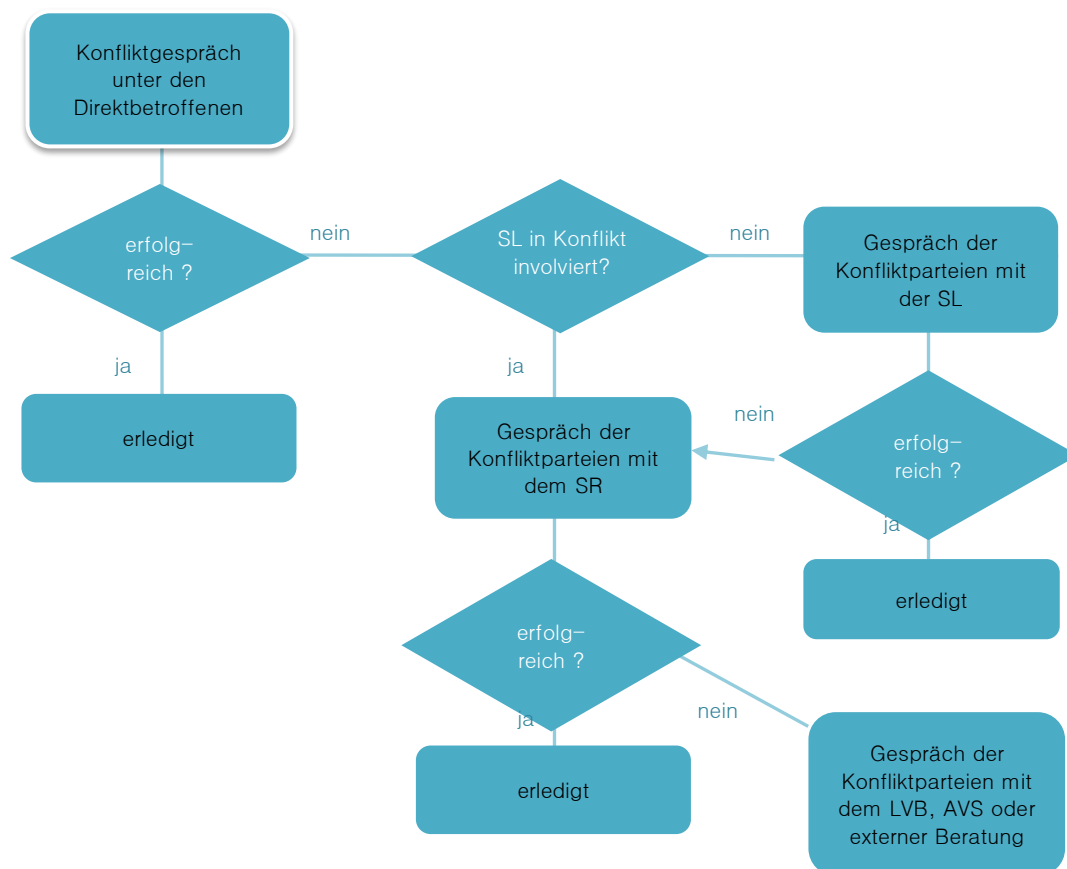 Konfliktgespräch
unter den
Direktbetroffenen
erfolg-
reich ?
nein
SL in Konflikt
involviert?
nein
Gespräch der
Konfliktparteien mit
der SL
ja
erledigt
ja
Gespräch der
Konfliktparteien mit
dem SR
nein
erfolg-
reich ?
ja
erledigt
erfolg-
reich ?
ja
erledigt
nein
Gespräch der
Konfliktparteien mit
dem LVB, AVS oder
externer Beratung